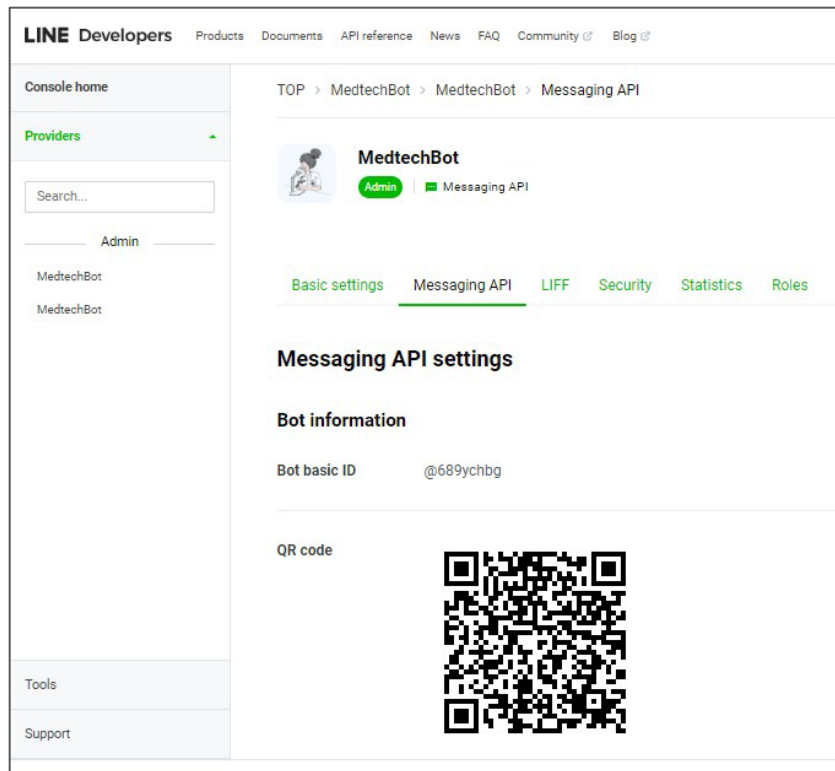 LINE Developers Products Documents API reference News FAQ Community Blog
Console home
TOP > MedtechBot > MedtechBot > Messaging API
Providers
MedtechBot
Admin Messaging API
Search...
Admin
MedtechBot
MedtechBot
Basic settings Messaging API LIFF Security Statistics Roles
Messaging API settings
Bot information
Bot basic ID @689ychbg
QR code
Tools
Support